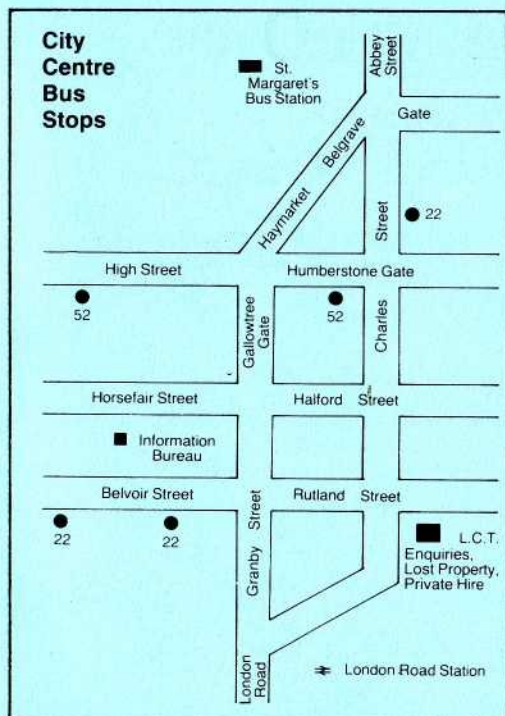 City
Centre
Bus
Stops
St.
Margaret's
Bus Station
Abbey
Street
Gate
Belgrave
Haymarket
Street
22
High Street
Humberstone Gate
52
52
Gallowtree
Gate
Charles
Horsefair Street
Halford Street
Information
Bureau
Belvoir Street
Rutland Street
22
22
Granby Street
L.C.T.
Enquiries,
Lost Property,
Private Hire
London Road Station
London
Road